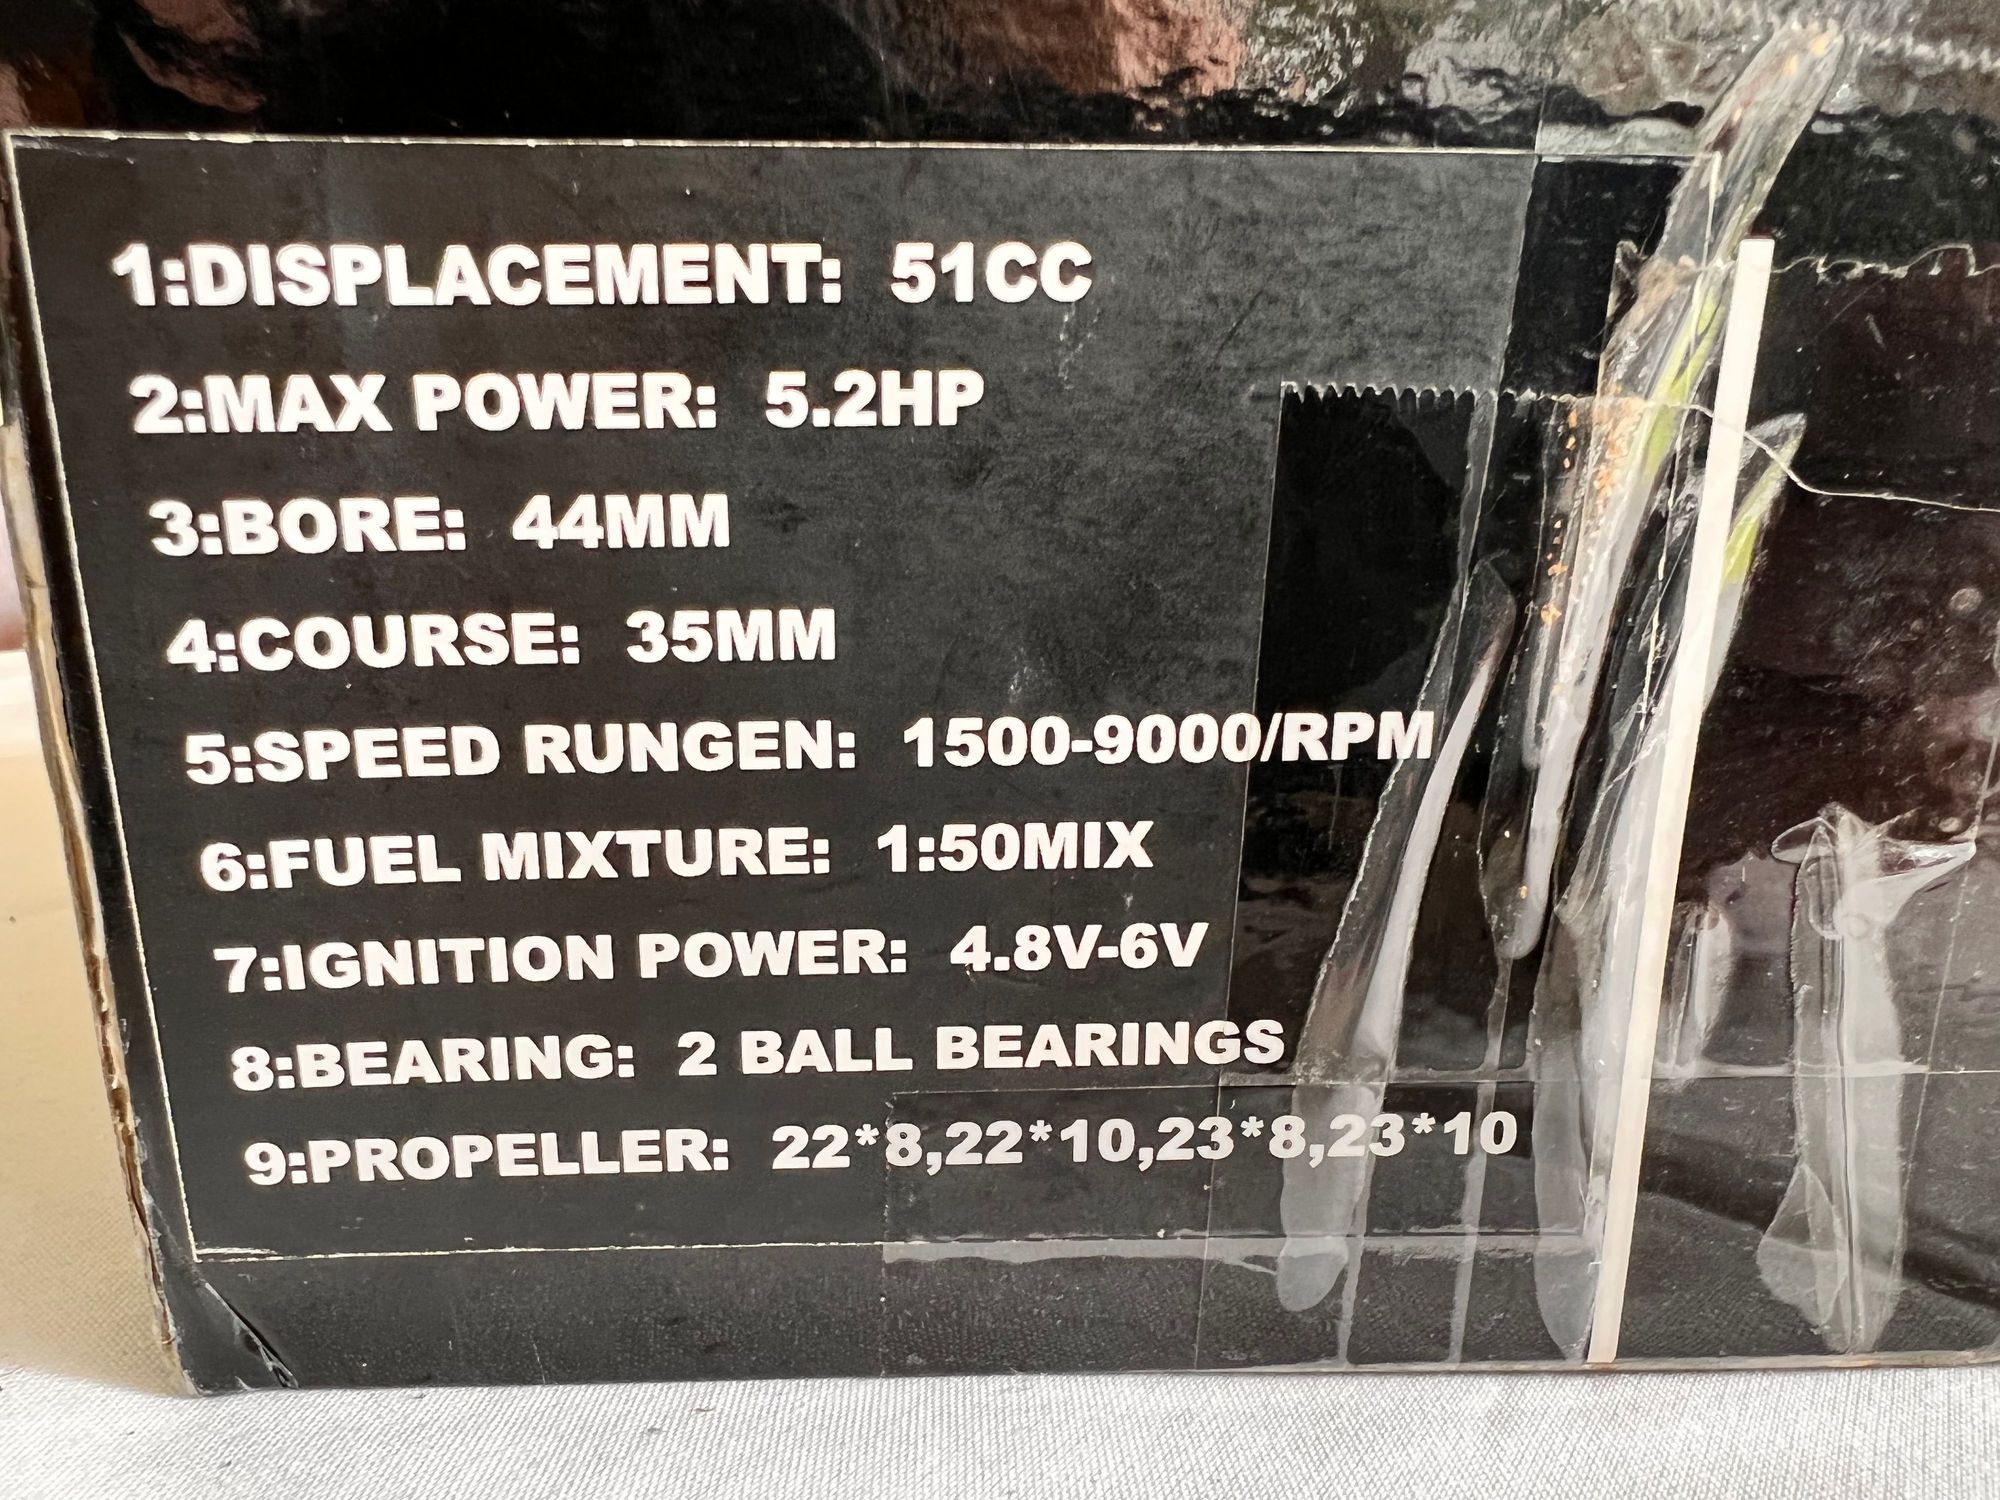 1:DISPLACEMENT: 51CC
2:MAX POWER: 5.2HP
3:BORE: 44MM
4:COURSE: 35MM
5:SPEED RUNGEN: 1500-9000/RPM
6:FUEL MIXTURE: 1:50MIX
7:IGNITION POWER: 4.8V-6V
8:BEARING: 2 BALL BEARINGS
9:PROPELLER: 22*8,22*10,23*8,23*10